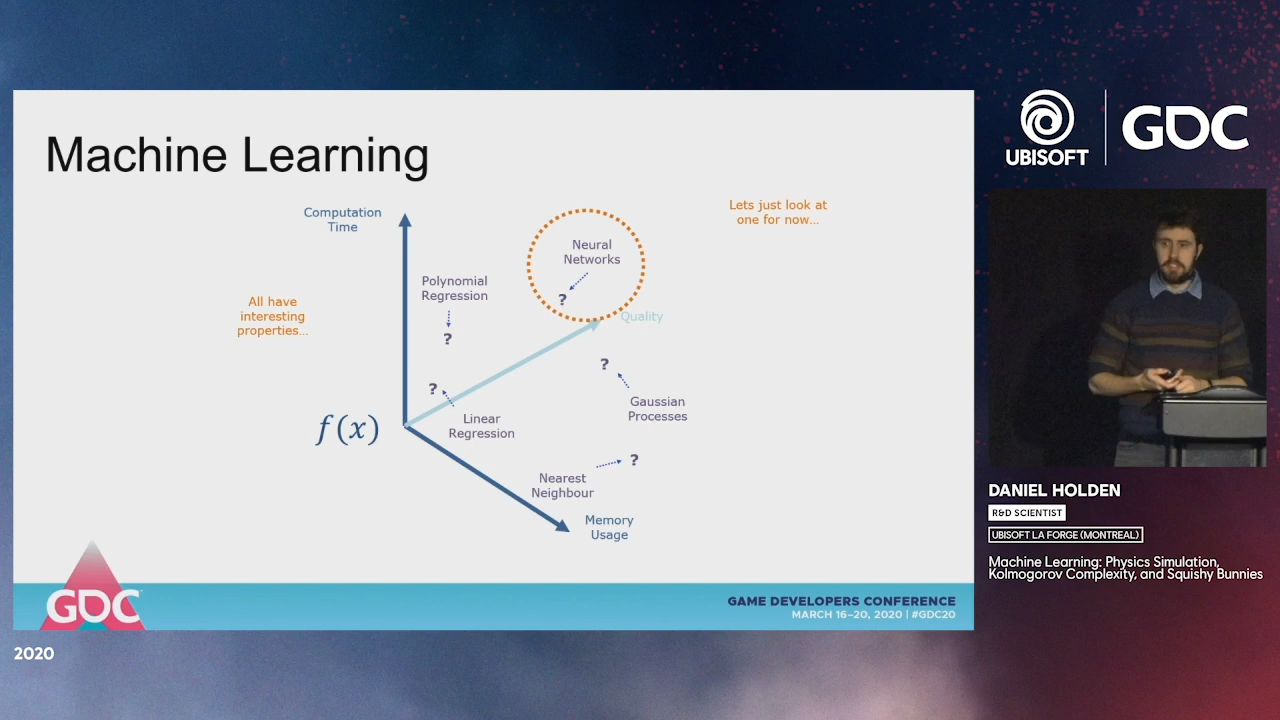 Machine Learning
Computation
Time
Neural
Networks
?
Lets just look at
one for now...
Polynomial
Regression
?
All have
interesting
properties...
Quality
?
?
Gaussian
Processes
f(x)
Linear
Regression
?
Nearest
Neighbour
Memory
Usage
GDC
GAME DEVELOPERS CONFERENCE
MARCH 16–20, 2020 | #GDC20
2020
UBISOFT
GDC
DANIEL HOLDEN
R&D SCIENTIST
UBISOFT LA FORGE (MONTREAL)
Machine Learning: Physics Simulation,
Kolmogorov Complexity, and Squishy Bunnies